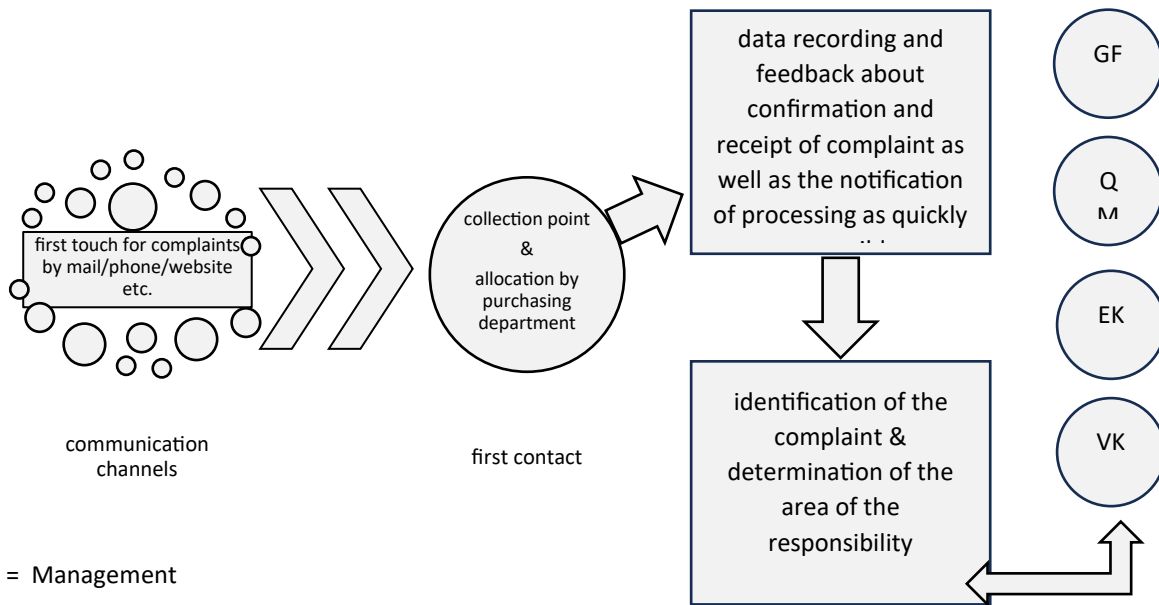 first touch for complaints
by mail/phone/website
etc.
communication
channels
collection point
&
allocation by
purchasing
department
first contact
data recording and
feedback about
confirmation and
receipt of complaint as
well as the notification
of processing as quickly
identification of the
complaint &
determination of the
area of the
responsibility
GF
Q
M
EK
VK
= Management